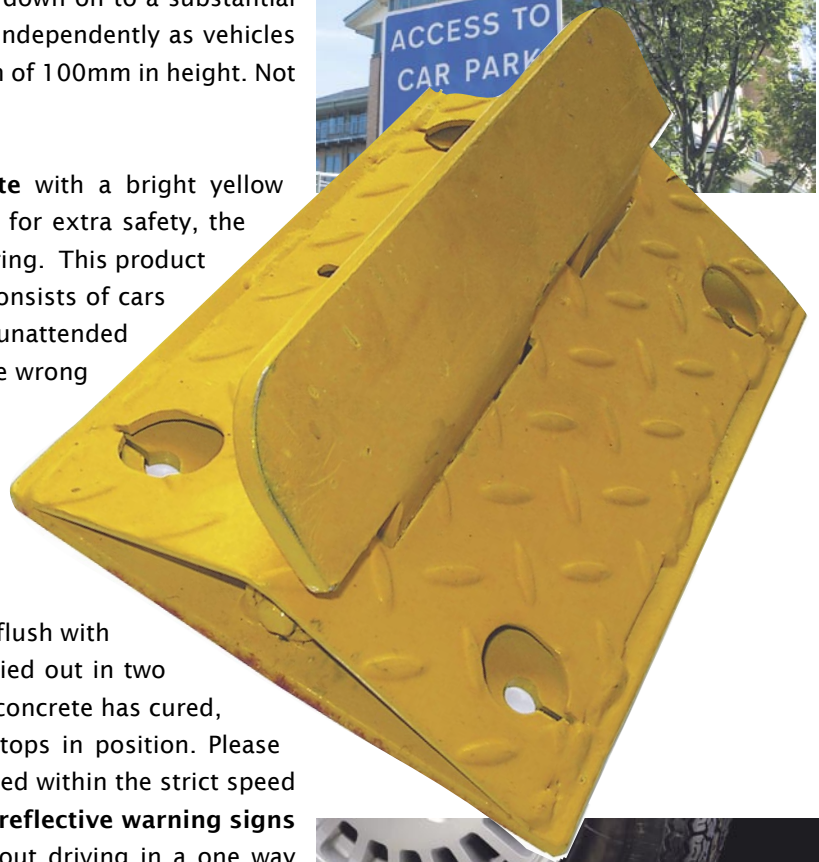 down on to a substantial
ndependently as vehicles
of 100mm in height. Not
te with a bright yellow
for extra safety, the
ing. This product
onsists of cars
unattended
e wrong
flush with
ied out in two
concrete has cured,
tops in position. Please
ed within the strict speed
reflective warning signs
out driving in a one way
ACCESS TO
CAR PARK